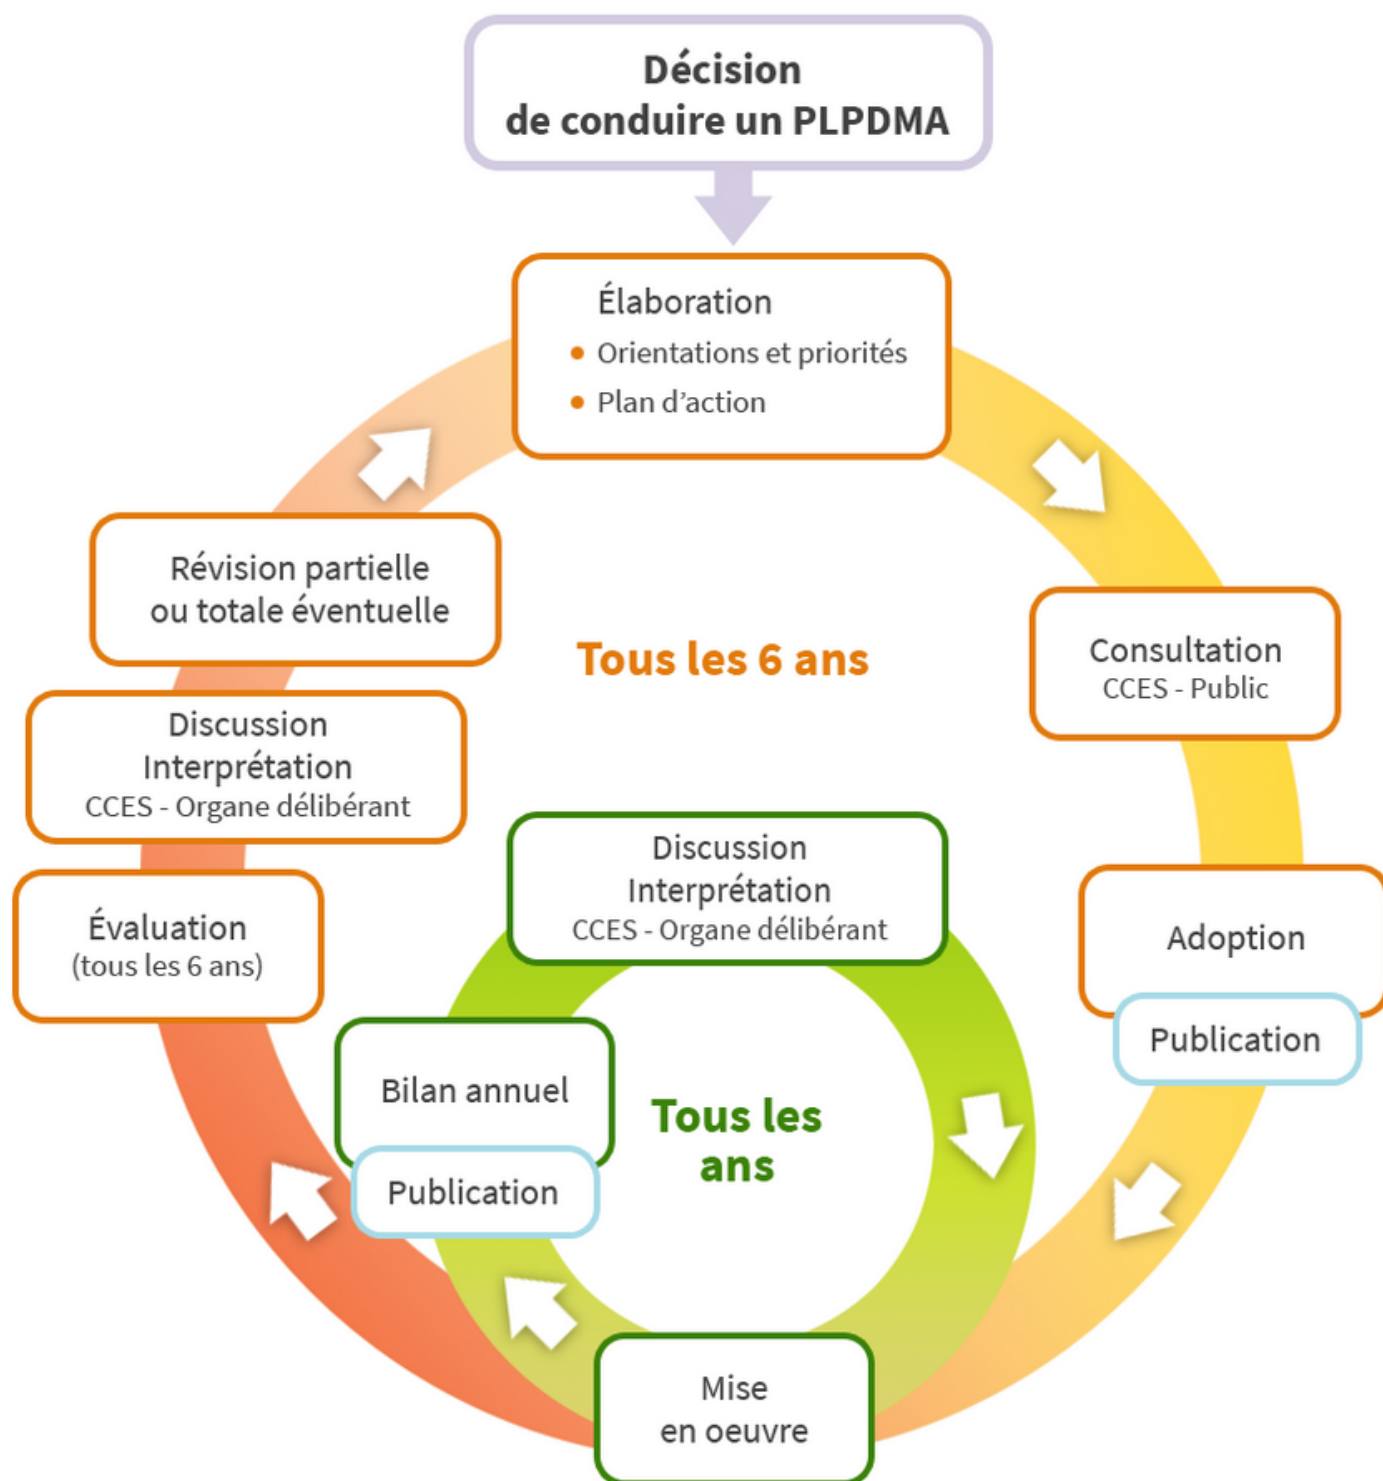 Décision
de conduire un PLPDMA
Élaboration
• Orientations et priorités
• Plan d'action
Révision partielle
ou totale éventuelle
Tous les 6 ans
Consultation
CCES - Public
Discussion
Interprétation
CCES - Organe délibérant
Discussion
Interprétation
CCES - Organe délibérant
Évaluation
(tous les 6 ans)
Adoption
Publication
Bilan annuel
Publication
Tous les
ans
Mise
en oeuvre